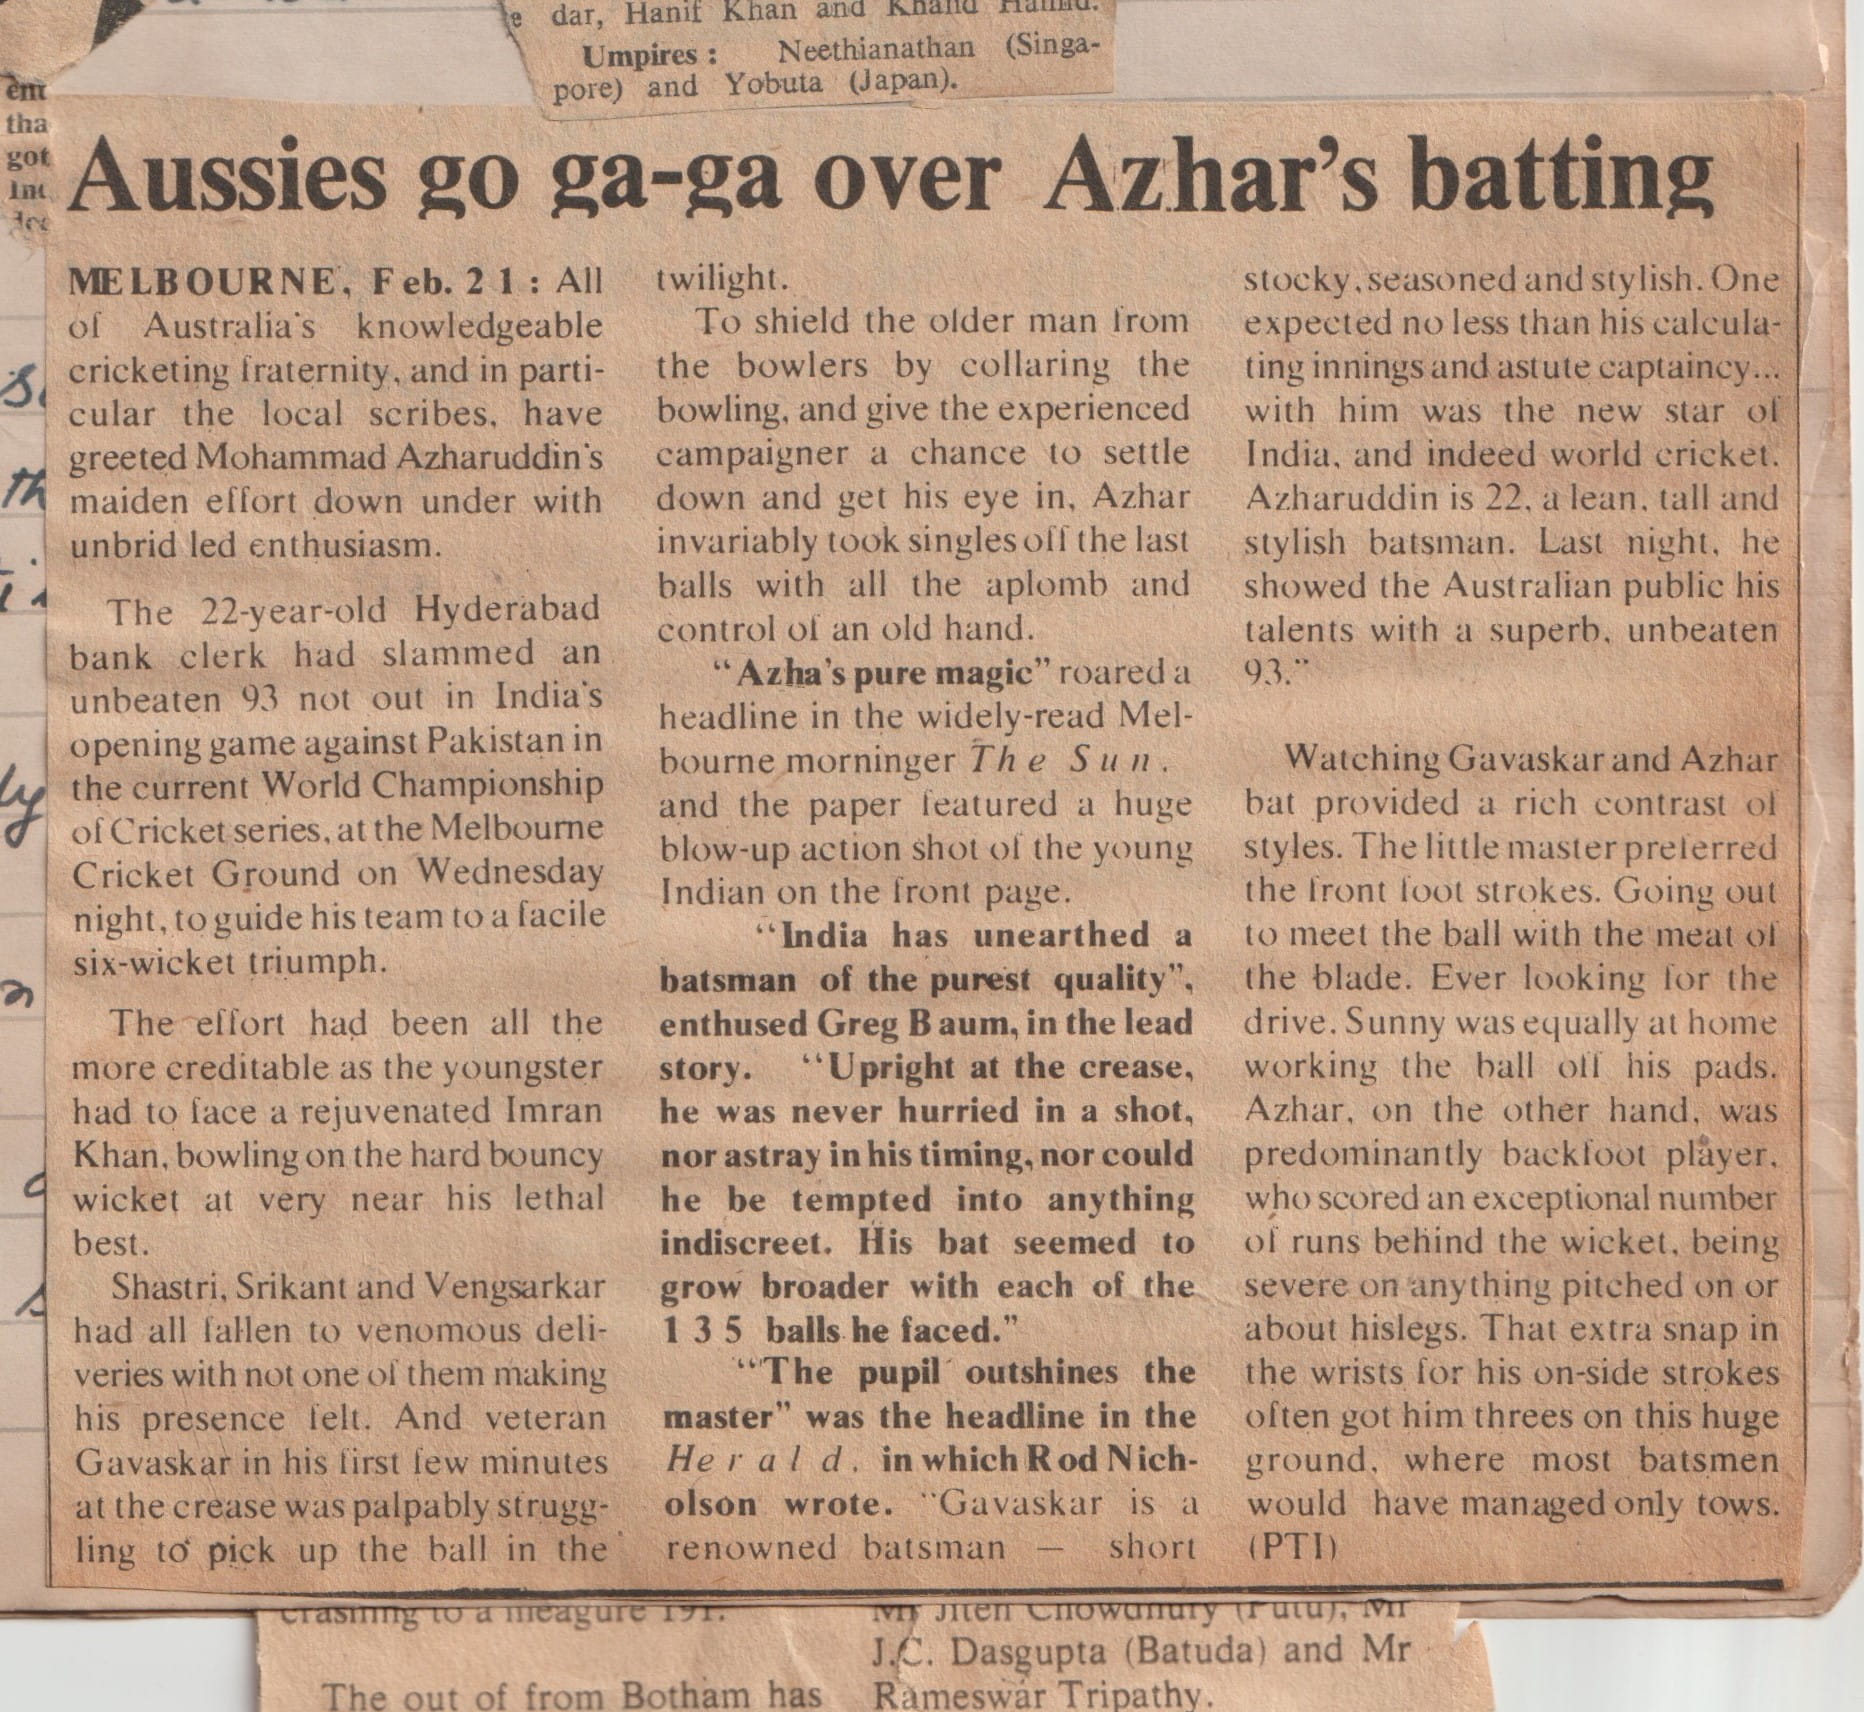 dar, Hanif Khan and
Umpires : Neethianathan (Singa-
pore) and Yobuta (Japan).
tha
got
Aussies go ga-ga over Azhar's batting
MELBOURNE, Feb. 21 : All
of Australia's knowledgeable
cricketing fraternity, and in parti-
cular the local scribes, have
greeted Mohammad Azharuddin's
maiden effort down under with
unbrid led enthusiasm.
The 22-year-old Hyderabad
bank clerk had slammed an
unbeaten 93 not out in India's
opening game against Pakistan in
the current World Championship
of Cricket series, at the Melbourne
Cricket Ground on Wednesday
night, to guide his team to a facile
six-wicket triumph.
The effort had been all the
more creditable as the youngster
had to face a rejuvenated Imran
Khan, bowling on the hard bouncy
wicket at very near his lethal
best.
Shastri, Srikant and Vengsarkar
had all fallen to venomous deli-
veries with not one of them making
his presence felt. And veteran
Gavaskar in his first few minutes
at the crease was palpably strugg-
ling to pick up the ball in the
twilight.
To shield the older man from
the bowlers by collaring the
bowling, and give the experienced
campaigner a chance to settle
down and get his eye in, Azhar
invariably took singles off the last
balls with all the aplomb and
control of an old hand.
"Azha's pure magic" roared a
headline in the widely-read Mel-
bourne morninger The Sun.
and the paper featured a huge
blow-up action shot of the young
Indian on the front page.
"India has unearthed a
batsman of the purest quality",
enthused Greg Baum, in the lead
story. "Upright at the crease,
he was never hurried in a shot,
nor astray in his timing, nor could
he be tempted into anything
indiscreet. His bat seemed to
grow broader with each of the
135 balls he faced."
"The pupil outshines the
master" was the headline in the
Herald, in which Rod Nich-
olson wrote. "Gavaskar is a
renowned batsman — short
stocky, seasoned and stylish. One
expected no less than his calcula-
ting innings and astute captaincy...
with him was the new star of
India, and indeed world cricket.
Azharuddin is 22, a lean, tall and
stylish batsman. Last night, he
showed the Australian public his
talents with a superb, unbeaten
93."
Watching Gavaskar and Azhar
bat provided a rich contrast of
styles. The little master preferred
the front foot strokes. Going out
to meet the ball with the meat of
the blade. Ever looking for the
drive. Sunny was equally at home
working the ball off his pads.
Azhar, on the other hand, was
predominantly backfoot player,
who scored an exceptional number
of runs behind the wicket, being
severe on anything pitched on or
about hislegs. That extra snap in
the wrists for his on-side strokes
often got him threes on this huge
ground, where most batsmen
would have managed only tows.
(PTI)
crashing to a meagure 191.
The out of from Botham has
Mr Jiten Chowdhury (Putu), Mr
J.C. Dasgupta (Batuda) and Mr
Rameswar Tripathy.